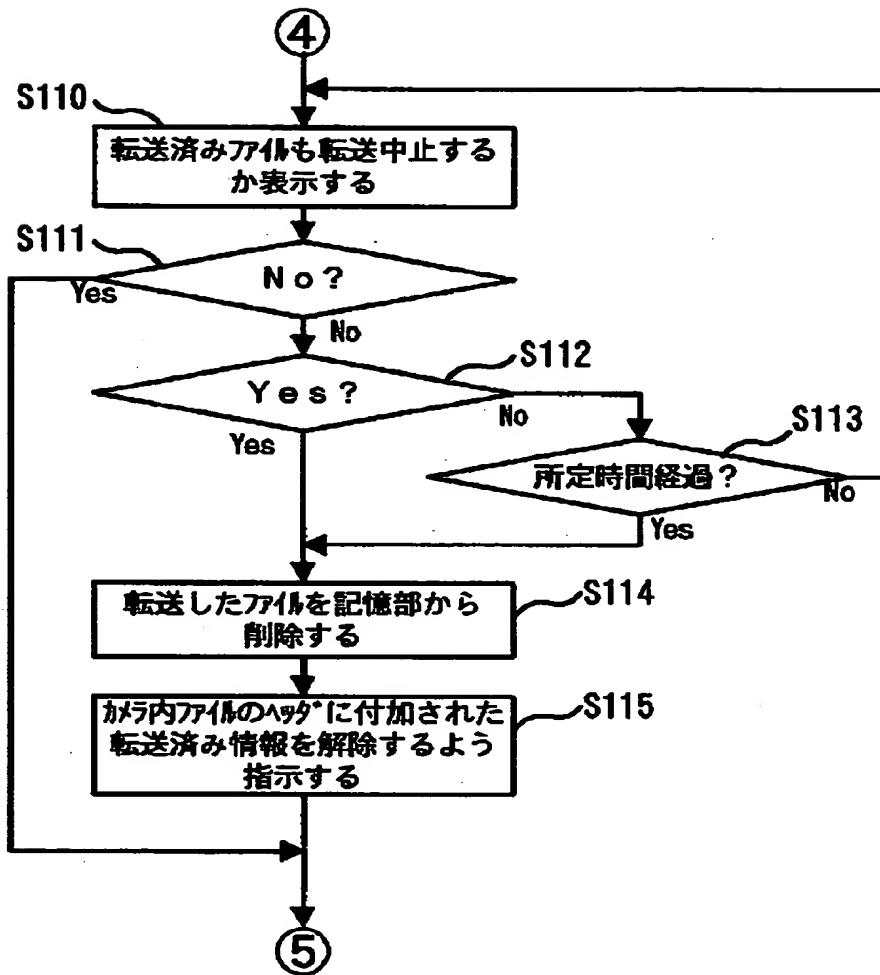 ④
S110
転送済みファイルも転送中止する
か表示する
S111
No?
Yes
No
S112
Yes?
No
Yes
S113
所定時間経過?
No
Yes
転送したファイルを記憶部から
削除する
S114
カメラ内ファイルのヘッダに付加された
転送済み情報を解除するよう
指示する
S115
⑤